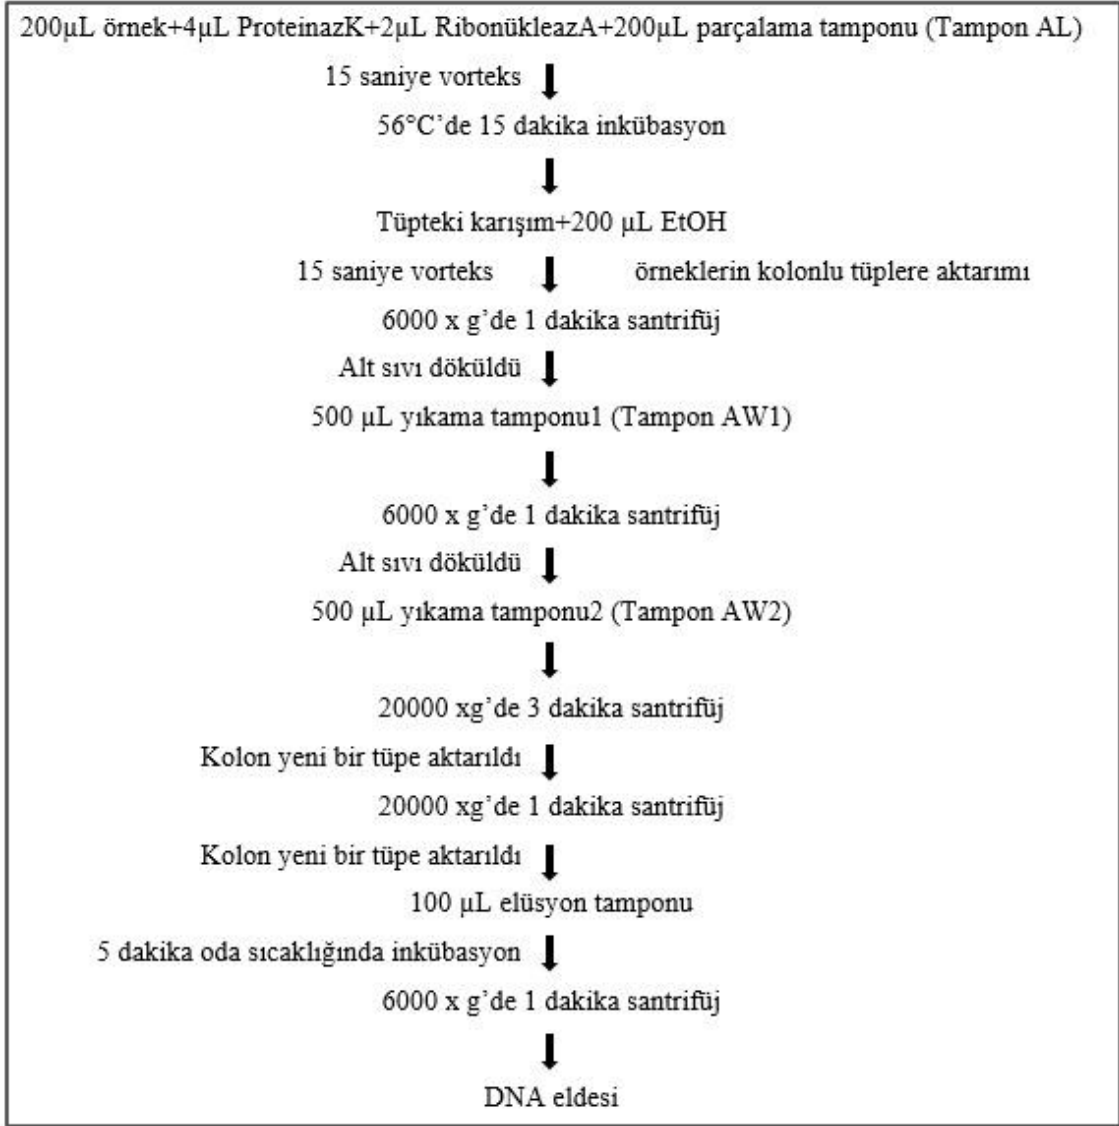 200µL örnek+4µL ProteinazK+2µL RibonükleazA+200µL parçalama tamponu (Tampon AL)
15 saniye vorteks
56°C’de 15 dakika inkübasyon
Tüpteki karışım+200 µL EtOH
15 saniye vorteks örneklerin kolonlu tüplere aktarımı
6000 x g’de 1 dakika santrifüj
Alt sıvı döküldü
500 µL yıkama tamponu1 (Tampon AW1)
6000 x g’de 1 dakika santrifüj
Alt sıvı döküldü
500 µL yıkama tamponu2 (Tampon AW2)
20000 xg’de 3 dakika santrifüj
Kolon yeni bir tüpe aktarıldı
20000 xg’de 1 dakika santrifüj
Kolon yeni bir tüpe aktarıldı
100 µL elüsyon tamponu
5 dakika oda sıcaklığında inkübasyon
6000 x g’de 1 dakika santrifüj
DNA eldesi